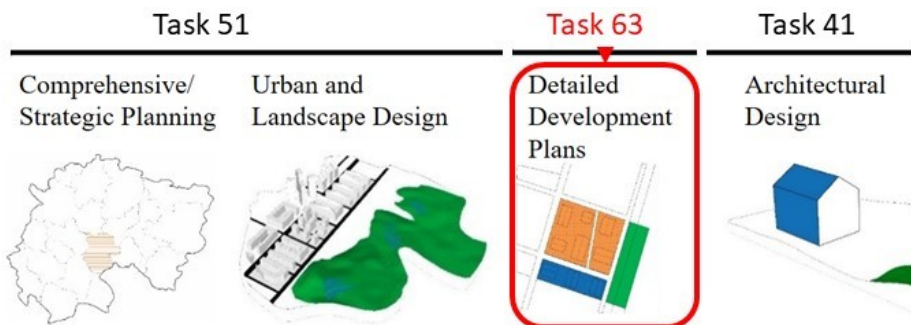 Task 51
Task 63
Task 41
Comprehensive/
Strategic Planning
Urban and
Landscape Design
Detailed
Development
Plans
Architectural
Design